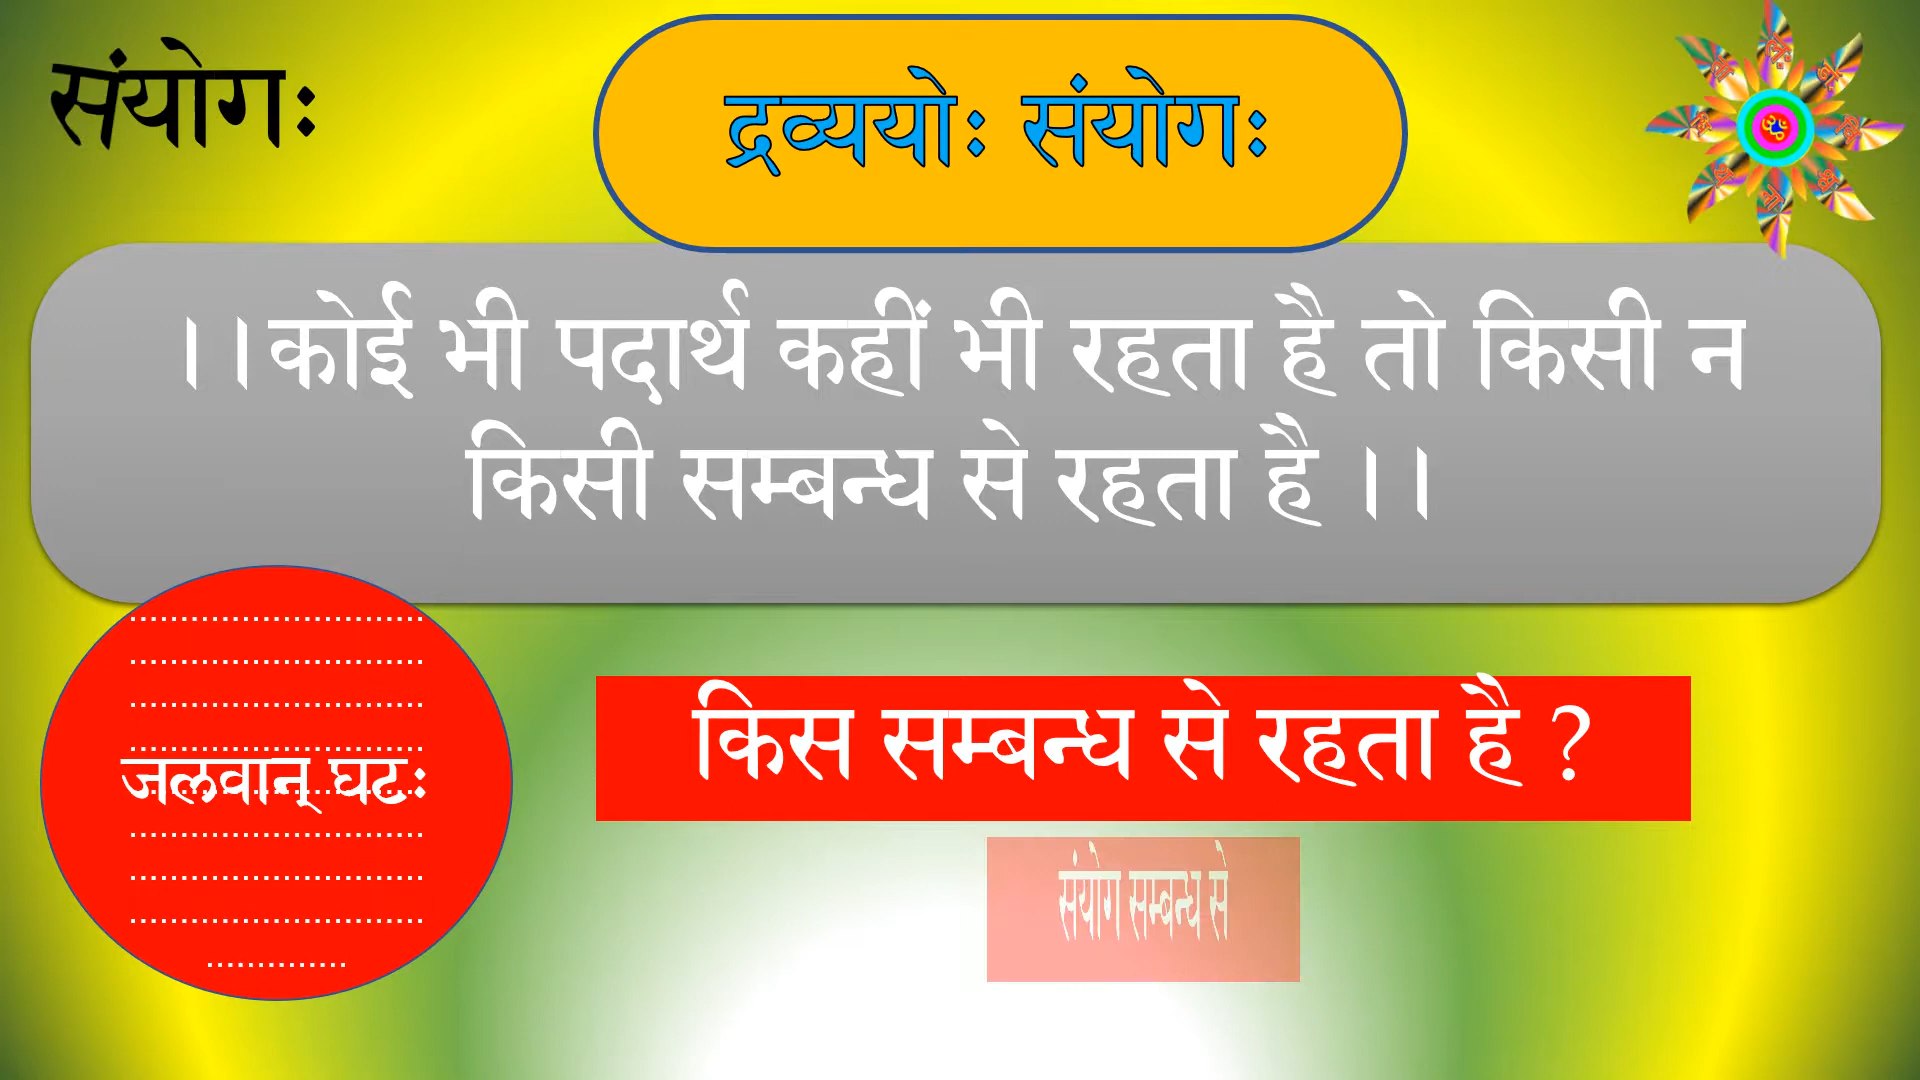 संयोगः
द्रव्ययोः संयोगः
।।कोई भी पदार्थ कहीं भी रहता है तो किसी न
किसी सम्बन्ध से रहता है ।।
जलवान् घटः
किस सम्बन्ध से रहता है ?
संयोग सम्बन्ध से